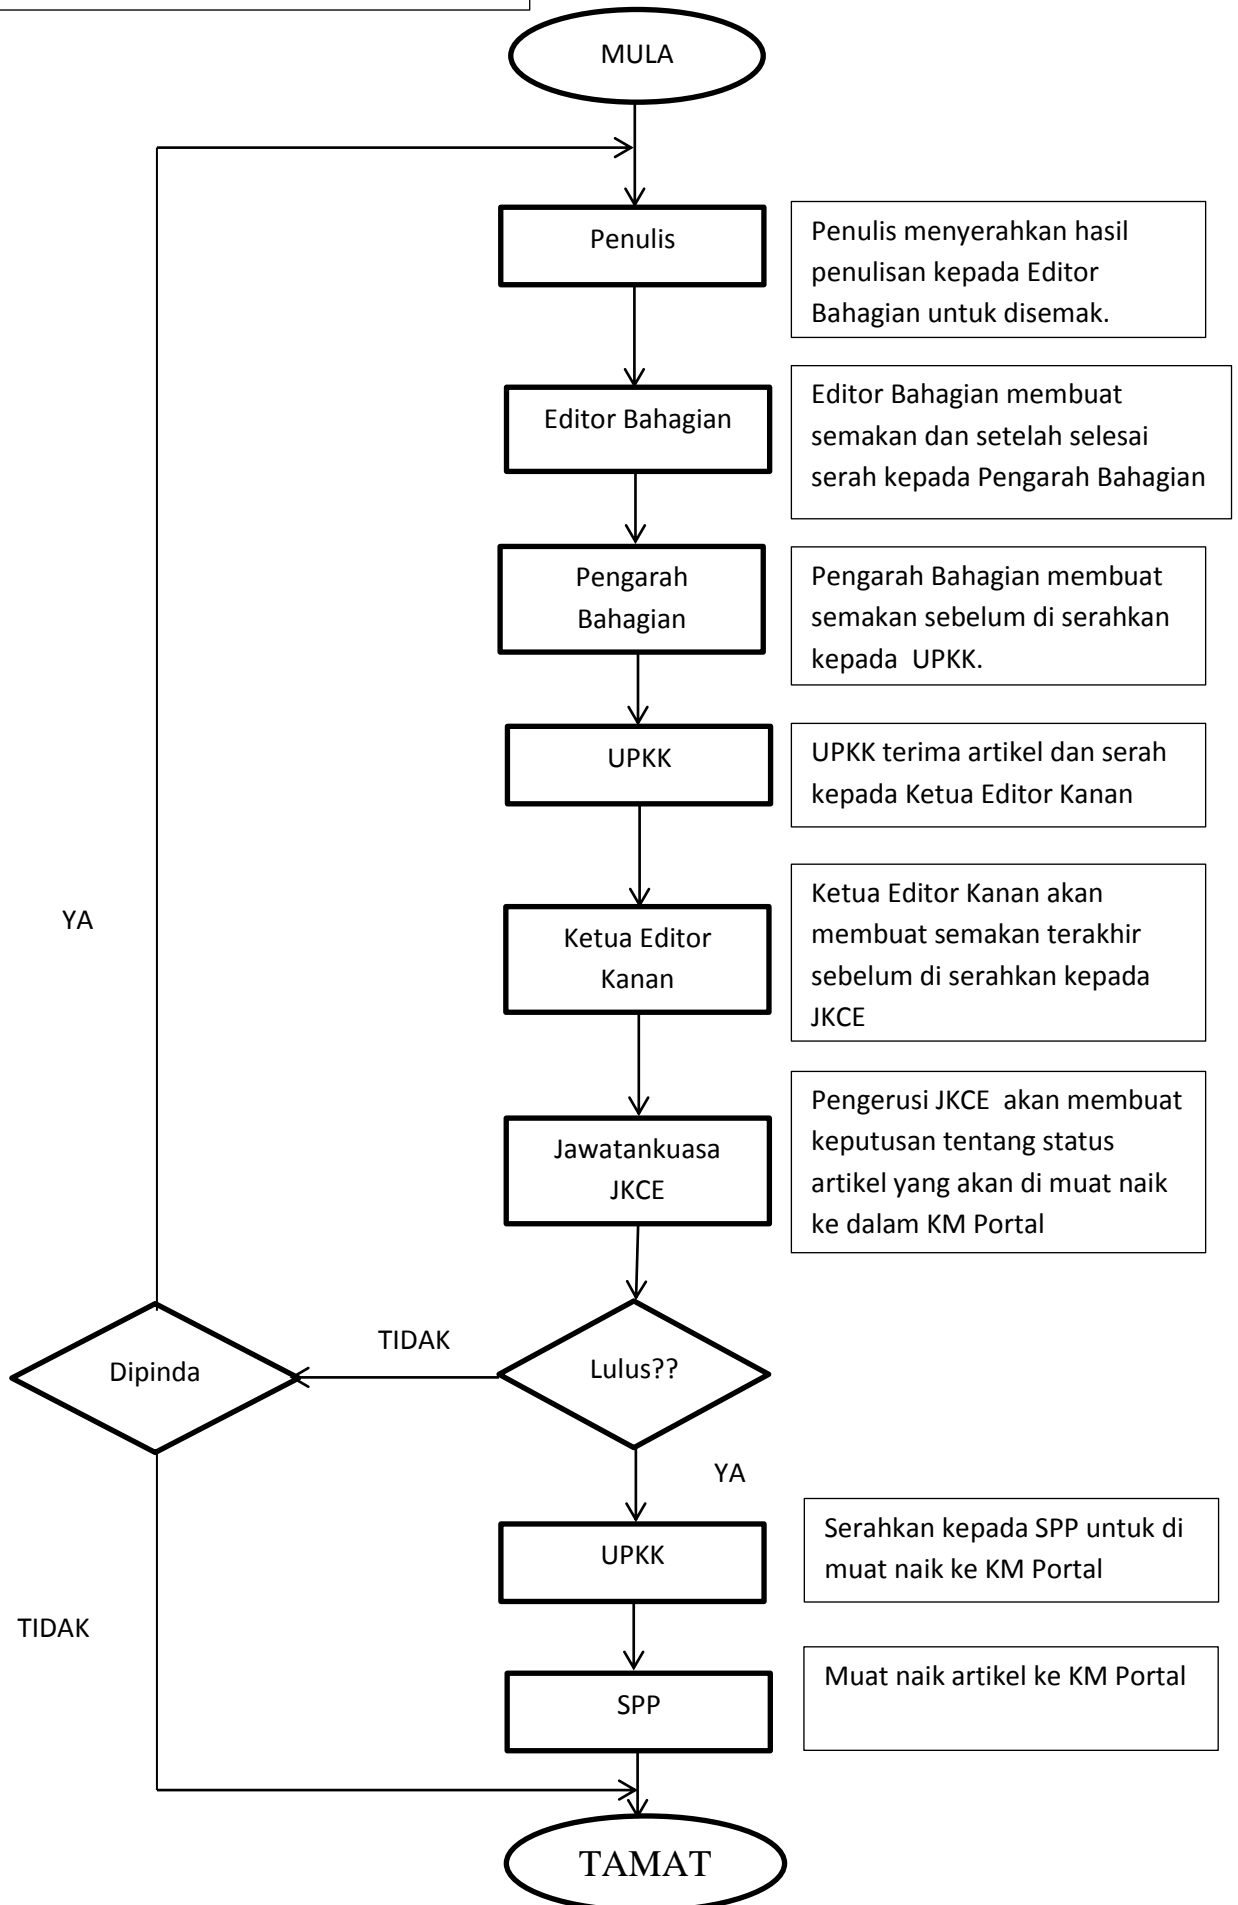 MULA
Penulis
Penulis menyerahkan hasil
penulisan kepada Editor
Bahagian untuk disemak.
Editor Bahagian
Editor Bahagian membuat
semakan dan setelah selesai
serah kepada Pengarah Bahagian
Pengarah
Bahagian
Pengarah Bahagian membuat
semakan sebelum di serahkan
kepada  UPKK.
UPKK
UPKK terima artikel dan serah
kepada Ketua Editor Kanan
YA
Ketua Editor
Kanan
Ketua Editor Kanan akan
membuat semakan terakhir
sebelum di serahkan kepada
JKCE
Jawatankuasa
JKCE
Pengerusi JKCE  akan membuat
keputusan tentang status
artikel yang akan di muat naik
ke dalam KM Portal
Dipinda
TIDAK
Lulus??
YA
UPKK
Serahkan kepada SPP untuk di
muat naik ke KM Portal
TIDAK
SPP
Muat naik artikel ke KM Portal
TAMAT